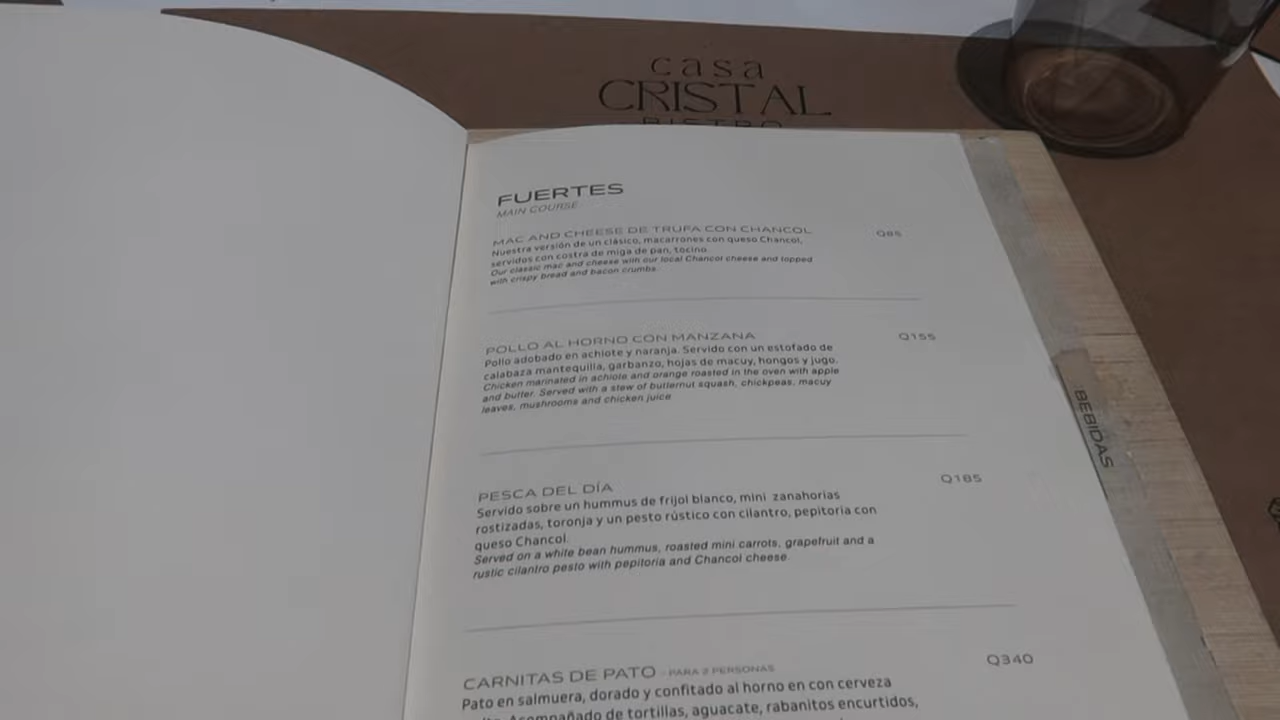 casa
CRISTAL
BISTRO
FUERTES
MAIN COURSE
MAC AND CHEESE DE TRUFA CON CHANCOL Q85
Nuestra versión de un clásico, macarrones con queso Chancol,
servidos con costra de miga de pan, tocino.
Our classic mac and cheese with our local Chancol cheese and topped
with crispy bread and bacon crumbs.
POLLO AL HORNO CON MANZANA Q155
Pollo adobado en achiote y naranja. Servido con un estofado de
calabaza mantequilla, garbanzo, hojas de macuy, hongos y jugo.
Chicken marinated in achiote and orange roasted in the oven with apple
and butter. Served with a stew of butternut squash, chickpeas, macuy
leaves, mushrooms and chicken juice
PESCA DEL DÍA Q185
Servido sobre un hummus de frijol blanco, mini zanahorias
rostizadas, toronja y un pesto rústico con cilantro, pepitoria con
queso Chancol.
Served on a white bean hummus, roasted mini carrots, grapefruit and a
rustic cilantro pesto with pepitoria and Chancol cheese.
CARNITAS DE PATO - PARA 2 PERSONAS Q340
Pato en salmuera, dorado y confitado al horno en con cerveza
Acompañado de tortillas, aguacate, rabanitos encurtidos,
BEBIDAS